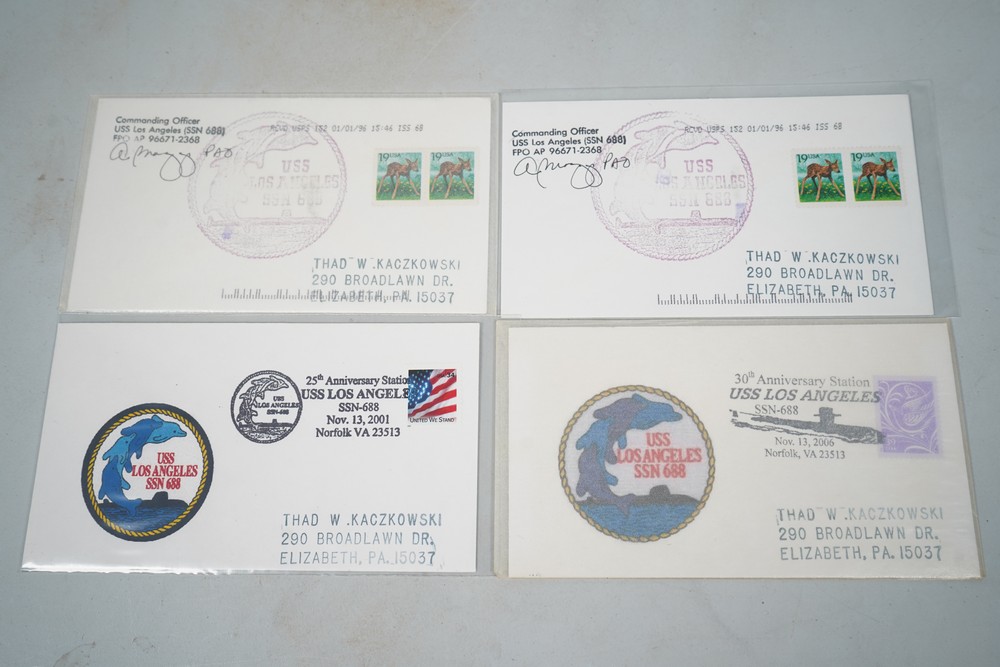 Commanding Officer
USS Los Angeles (SSN 688)
FPO AP 96671-2368
PAO
RCVD USPS 152 01/01/96 15:46 ISS 68
USS
LOS ANGELES
SSN 688
19 USA
19 USA
THAD W. KACZKOWSKI
290 BROADLAWN DR.
ELIZABETH, PA. 15037
Commanding Officer
USS Los Angeles (SSN 688)
FPO AP 96671-2368
PAO
RCVD USPS 152 01/01/96 15:46 ISS 68
USS
LOS ANGELES
SSN 688
19 USA
19 USA
THAD W. KACZKOWSKI
290 BROADLAWN DR.
ELIZABETH, PA. 15037
USS
LOS ANGELES
SSN 688
USS
LOS ANGELES
SSN-688
25th Anniversary Station
USS LOS ANGELES
SSN-688
Nov. 13, 2001
Norfolk VA 23513
34
UNITED WE STAND
THAD W. KACZKOWSKI
290 BROADLAWN DR.
ELIZABETH, PA. 15037
USS
LOS ANGELES
SSN 688
30th Anniversary Station
USS LOS ANGELES
SSN-688
Nov. 13, 2006
Norfolk, VA 23513
THAD W. KACZKOWSKI
290 BROADLAWN DR.
ELIZABETH, PA. 15037